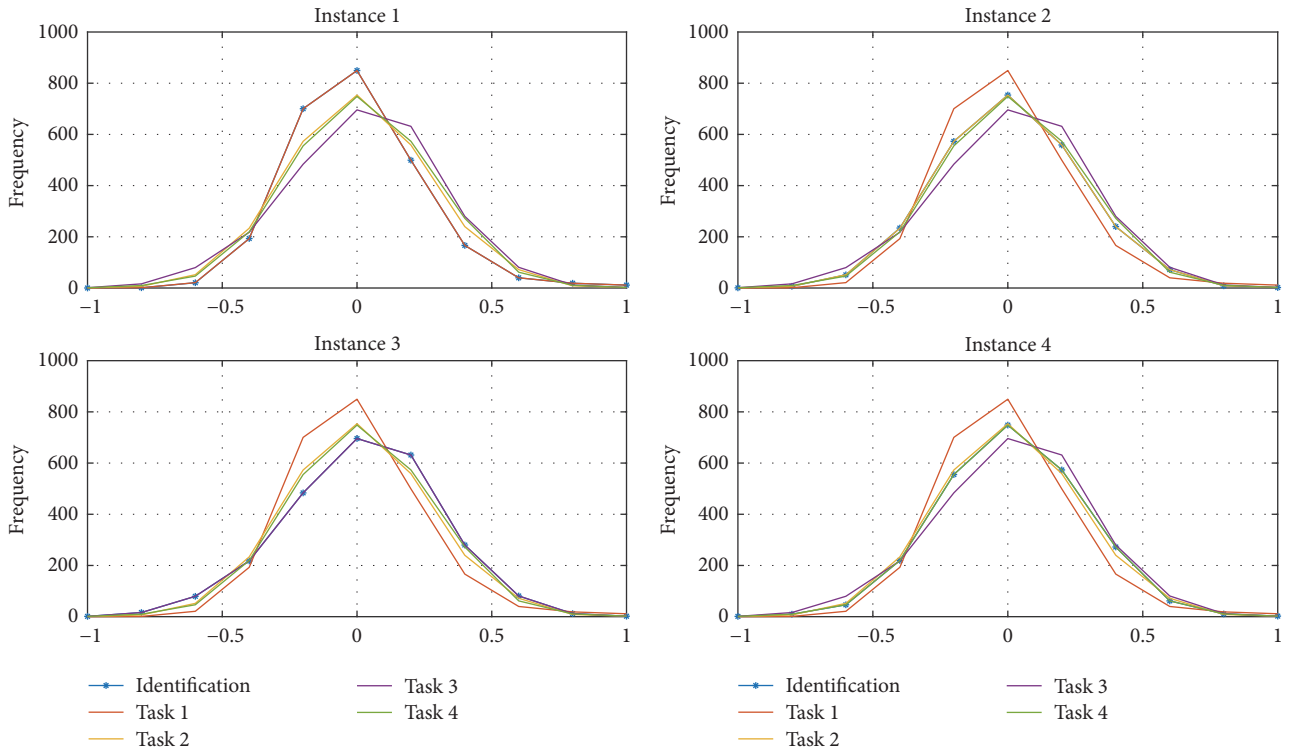 Instance 1
Frequency
1000
800
600
400
200
0
−1
−0.5
0
0.5
1
Instance 2
Frequency
1000
800
600
400
200
0
−1
−0.5
0
0.5
1
Instance 3
Frequency
1000
800
600
400
200
0
−1
−0.5
0
0.5
1
Instance 4
Frequency
1000
800
600
400
200
0
−1
−0.5
0
0.5
1
Identification
Task 1
Task 2
Task 3
Task 4
Identification
Task 1
Task 2
Task 3
Task 4